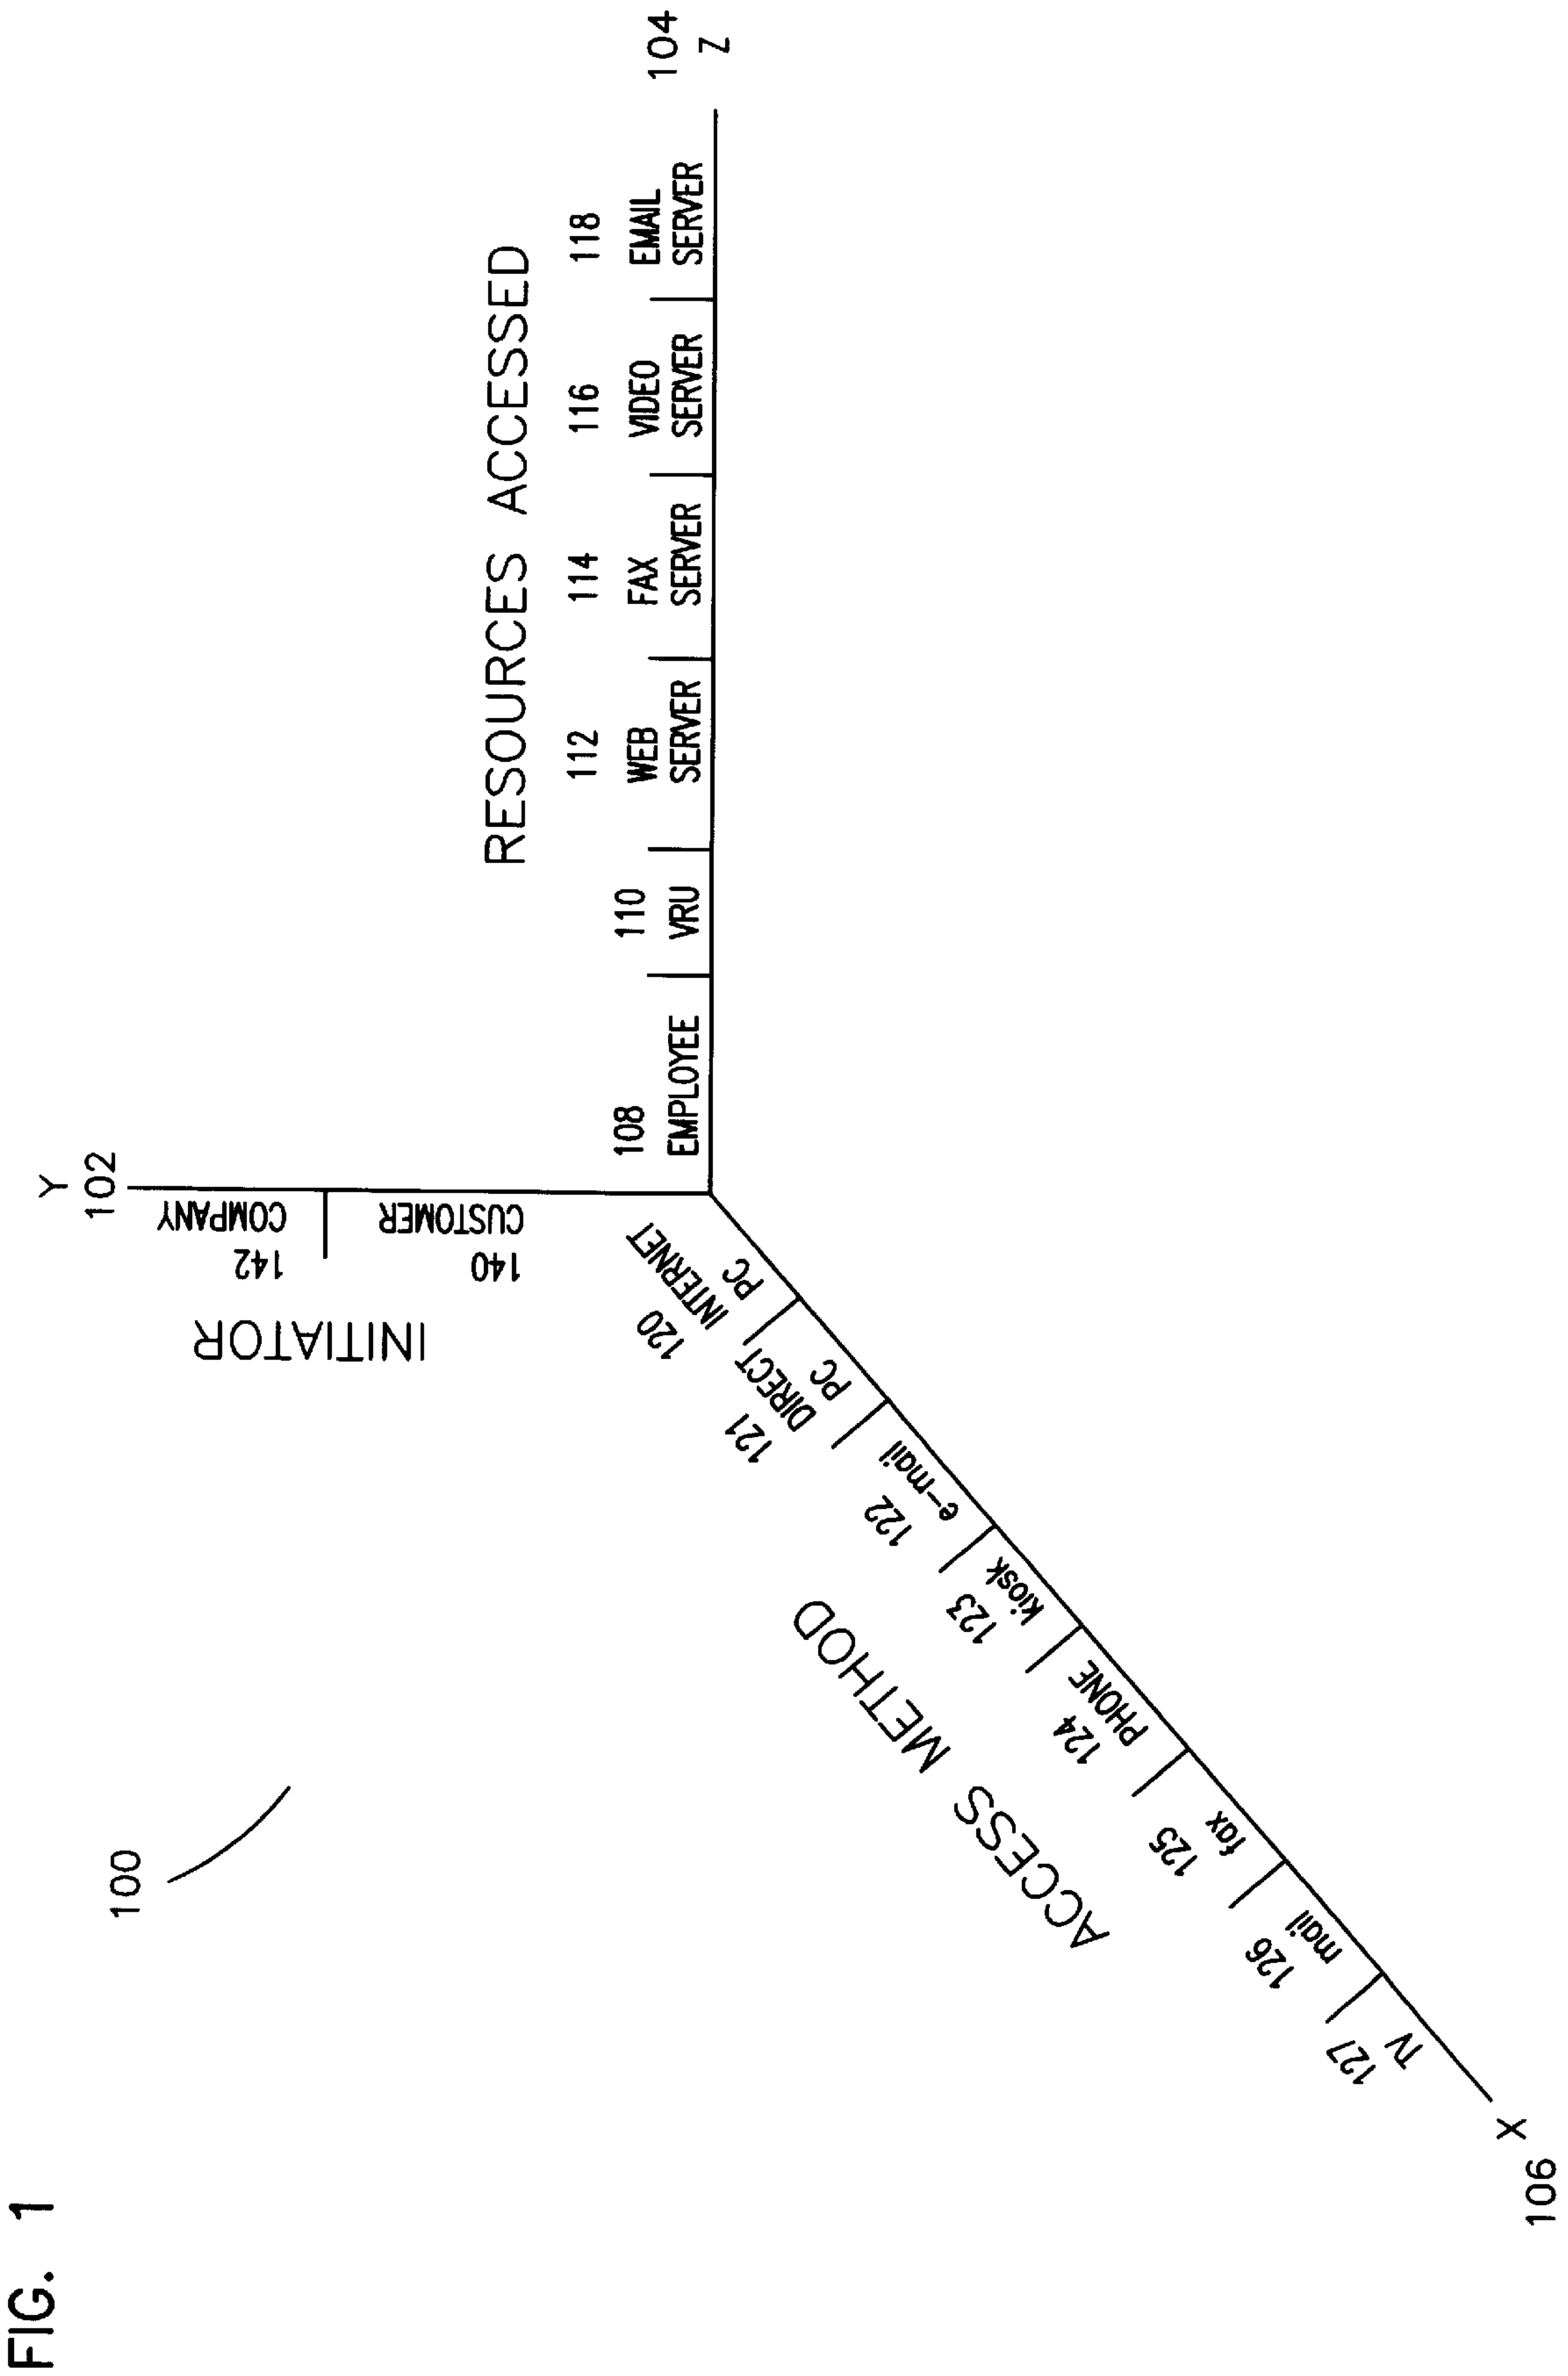 FIG. 1
100
Y
102
INITIATOR
142
COMPANY
140
CUSTOMER
RESOURCES ACCESSED
108
EMPLOYEE
110
VRU
112
WEB
SERVER
114
FAX
SERVER
116
VIDEO
SERVER
118
EMAIL
SERVER
104
Z
ACCESS METHOD
120
INTERNET
PC
121
DIRECT
PC
122
e-mail
123
kiosk
124
PHONE
125
fax
126
mail
127
TV
X
106